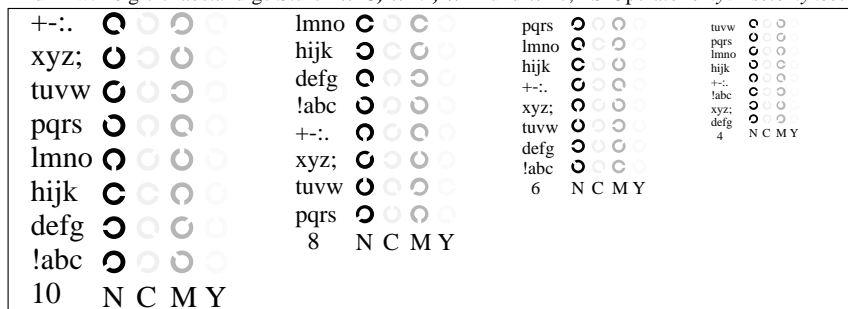 +-:.
xyz;
tuvw
pqrs
lmno
hijk
defg
!abc
10 N C M Y
lmno
hijk
defg
!abc
+-:.
xyz;
tuvw
pqrs
8 N C M Y
pqrs
lmno
hijk
+-:.
xyz;
tuvw
defg
!abc
6 N C M Y
tuvw
pqrs
lmno
hijk
+-:.
!abc
xyz;
defg
4 N C M Y